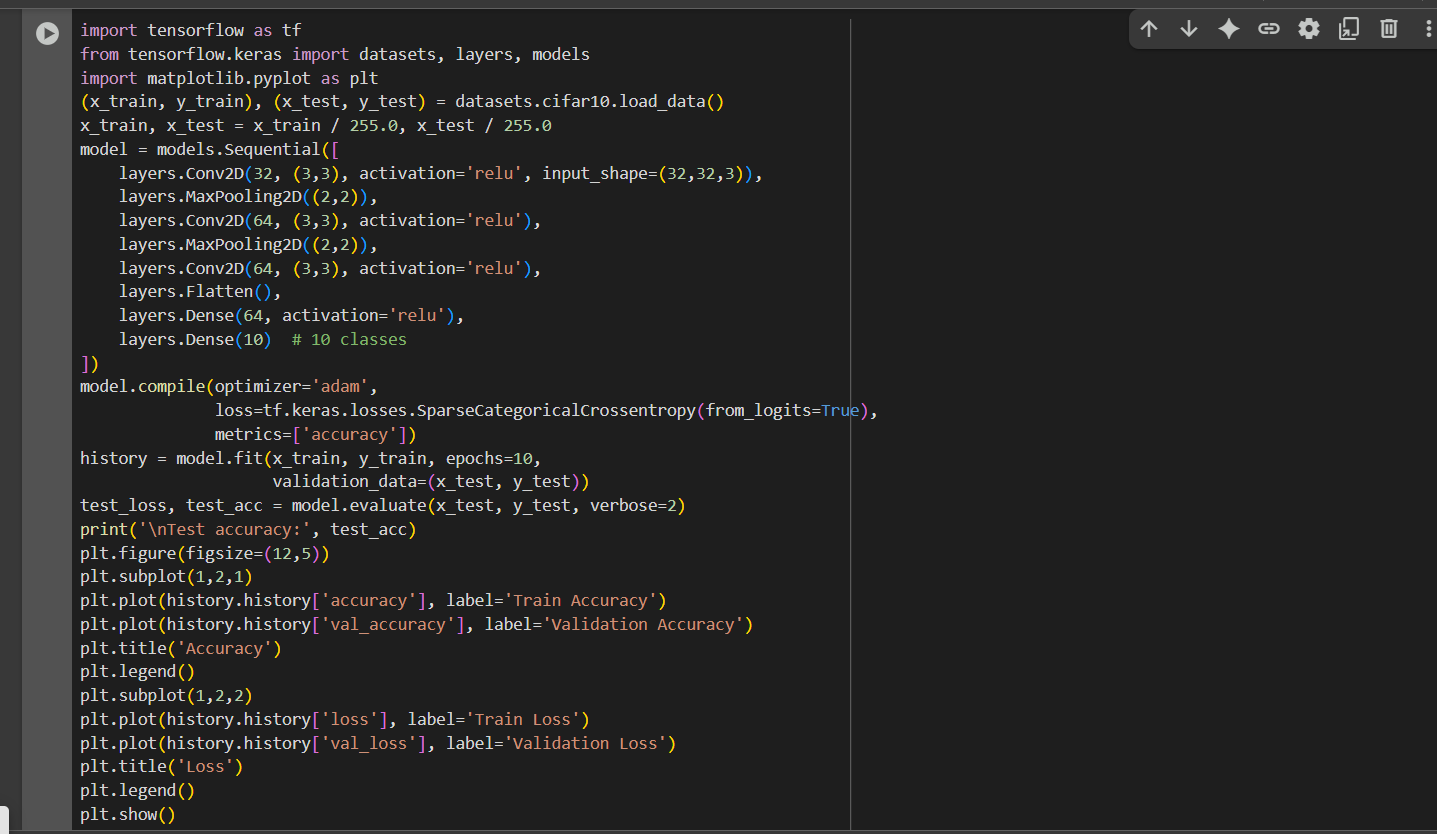 import tensorflow as tf
from tensorflow.keras import datasets, layers, models
import matplotlib.pyplot as plt
(x_train, y_train), (x_test, y_test) = datasets.cifar10.load_data()
x_train, x_test = x_train / 255.0, x_test / 255.0
model = models.Sequential([
    layers.Conv2D(32, (3,3), activation='relu', input_shape=(32,32,3)),
    layers.MaxPooling2D((2,2)),
    layers.Conv2D(64, (3,3), activation='relu'),
    layers.MaxPooling2D((2,2)),
    layers.Conv2D(64, (3,3), activation='relu'),
    layers.Flatten(),
    layers.Dense(64, activation='relu'),
    layers.Dense(10)  # 10 classes
])
model.compile(optimizer='adam',
              loss=tf.keras.losses.SparseCategoricalCrossentropy(from_logits=True),
              metrics=['accuracy'])
history = model.fit(x_train, y_train, epochs=10,
                    validation_data=(x_test, y_test))
test_loss, test_acc = model.evaluate(x_test, y_test, verbose=2)
print('\nTest accuracy:', test_acc)
plt.figure(figsize=(12,5))
plt.subplot(1,2,1)
plt.plot(history.history['accuracy'], label='Train Accuracy')
plt.plot(history.history['val_accuracy'], label='Validation Accuracy')
plt.title('Accuracy')
plt.legend()
plt.subplot(1,2,2)
plt.plot(history.history['loss'], label='Train Loss')
plt.plot(history.history['val_loss'], label='Validation Loss')
plt.title('Loss')
plt.legend()
plt.show()